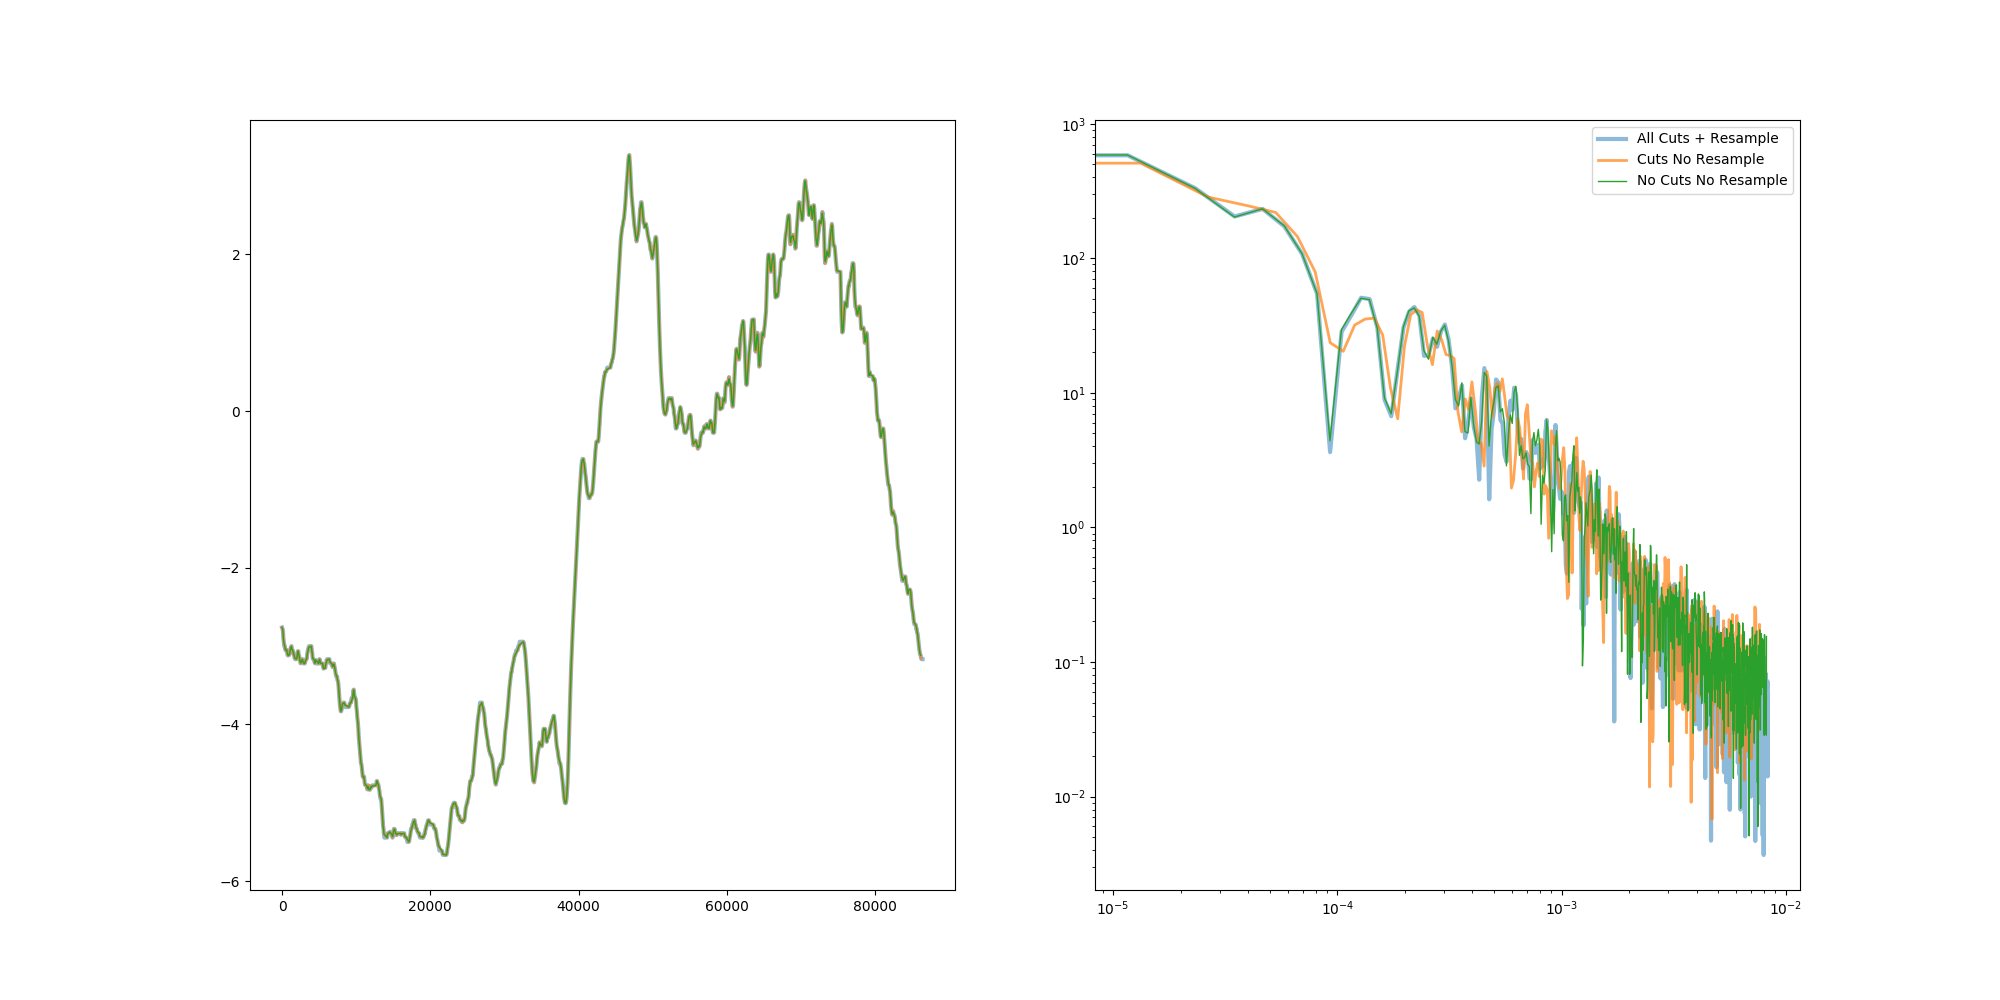 2
0
−2
−4
−6
0 20000 40000 60000 80000
10³
10²
10¹
10⁰
10⁻¹
10⁻²
10⁻⁵ 10⁻⁴ 10⁻³ 10⁻²
All Cuts + Resample
Cuts No Resample
No Cuts No Resample